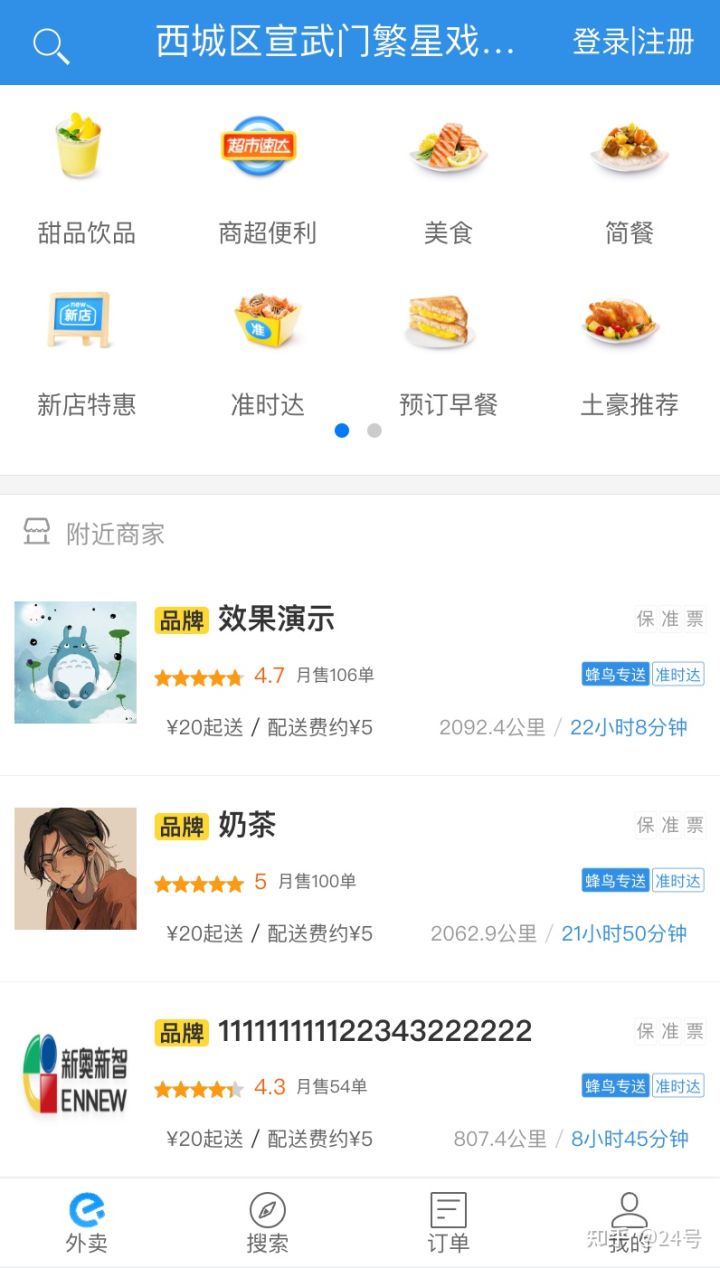 西城区宣武门繁星戏... 登录|注册
超市速达
甜品饮品 商超便利 美食 简餐
new
新店 准
新店特惠 准时达 预订早餐 土豪推荐
附近商家
品牌 效果演示 保 准 票
4.7 月售106单 蜂鸟专送 准时达
¥20起送 / 配送费约¥5 2092.4公里 / 22小时8分钟
品牌 奶茶 保 准 票
5 月售100单 蜂鸟专送 准时达
¥20起送 / 配送费约¥5 2062.9公里 / 21小时50分钟
品牌 111111111122343222222 保 准 票
新奥新智
ENNEW
4.3 月售54单 蜂鸟专送 准时达
¥20起送 / 配送费约¥5 807.4公里 / 8小时45分钟
外卖 搜索 订单 我的
知乎 @24号